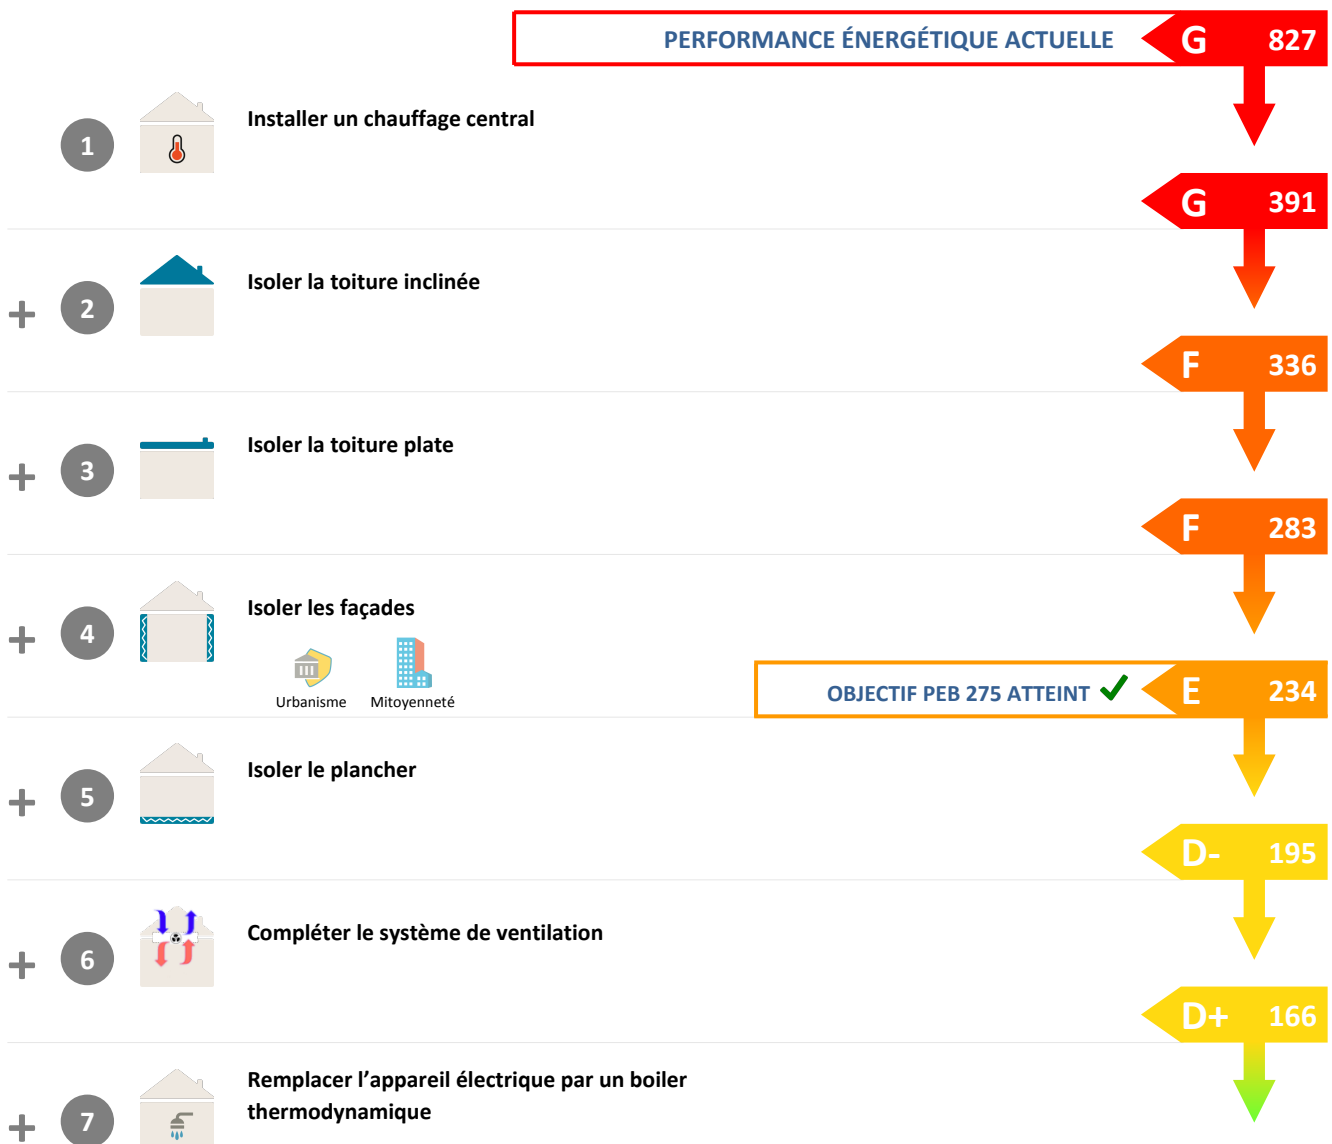 PERFORMANCE ÉNERGÉTIQUE ACTUELLE G 827
1 Installer un chauffage central
G 391
+ 2 Isoler la toiture inclinée
F 336
+ 3 Isoler la toiture plate
F 283
+ 4 Isoler les façades
Urbanisme Mitoyenneté
OBJECTIF PEB 275 ATTEINT E 234
+ 5 Isoler le plancher
D- 195
+ 6 Compléter le système de ventilation
D+ 166
+ 7 Remplacer l’appareil électrique par un boiler
thermodynamique